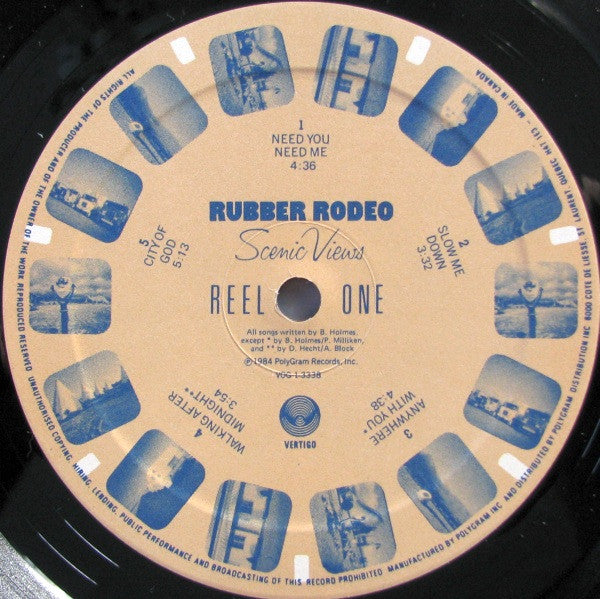 1
NEED YOU
NEED ME
4:36
RUBBER RODEO
Scenic Views
REEL ONE
2
SLOW ME
DOWN
3.32
3
ANYWHERE
WITH YOU*
4:38
4
WALKING AFTER
MIDNIGHT**
3:54
5
CITY OF
GOD
5:13
All songs written by B. Holmes,
except * by B. Holmes/P. Milliken,
and ** by D. Hecht/A. Block
℗ 1984 PolyGram Records, Inc.
VOG-1-3338
VERTIGO
ALL RIGHTS OF THE PRODUCER AND OF THE OWNER OF THE WORK REPRODUCED RESERVED. UNAUTHORISED COPYING, HIRING, LENDING, PUBLIC PERFORMANCE AND BROADCASTING OF THIS RECORD PROHIBITED. MANUFACTURED BY POLYGRAM INC AND DISTRIBUTED BY POLYGRAM DISTRIBUTION INC 6000 COTE DE LIESSE ST LAURENT, QUEBEC H4T 1E3 - MADE IN CANADA